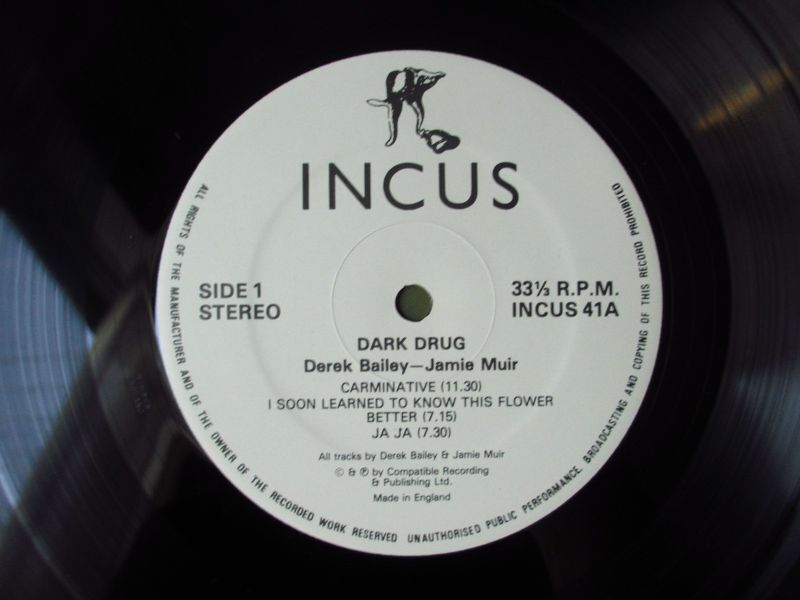 INCUS
SIDE 1
STEREO
33⅓ R.P.M.
INCUS 41A
DARK DRUG
Derek Bailey—Jamie Muir
CARMINATIVE (11.30)
I SOON LEARNED TO KNOW THIS FLOWER
BETTER (7.15)
JA JA (7.30)
All tracks by Derek Bailey & Jamie Muir
© & ℗ by Compatible Recording
& Publishing Ltd.
Made in England
ALL RIGHTS OF THE MANUFACTURER AND OF THE OWNER OF THE RECORDED WORK RESERVED UNAUTHORISED PUBLIC PERFORMANCE, BROADCASTING AND COPYING OF THIS RECORD PROHIBITED